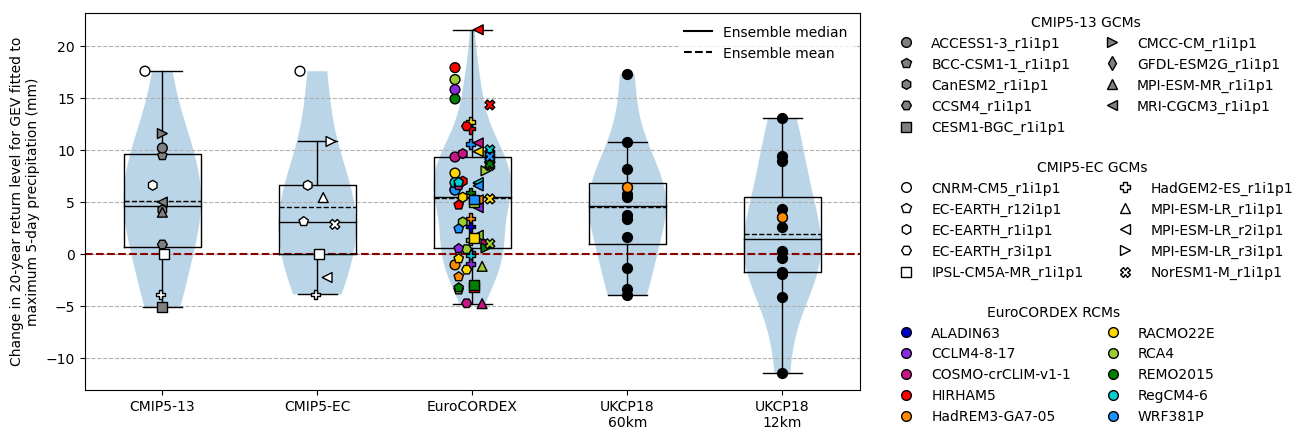 Change in 20-year return level for GEV fitted to
maximum 5-day precipitation (mm)
20
15
10
5
0
−5
−10
Ensemble median
Ensemble mean
CMIP5-13
CMIP5-EC
EuroCORDEX
UKCP18
60km
UKCP18
12km
CMIP5-13 GCMs
ACCESS1-3_r1i1p1
BCC-CSM1-1_r1i1p1
CanESM2_r1i1p1
CCSM4_r1i1p1
CESM1-BGC_r1i1p1
CMCC-CM_r1i1p1
GFDL-ESM2G_r1i1p1
MPI-ESM-MR_r1i1p1
MRI-CGCM3_r1i1p1
CMIP5-EC GCMs
CNRM-CM5_r1i1p1
EC-EARTH_r12i1p1
EC-EARTH_r1i1p1
EC-EARTH_r3i1p1
IPSL-CM5A-MR_r1i1p1
HadGEM2-ES_r1i1p1
MPI-ESM-LR_r1i1p1
MPI-ESM-LR_r2i1p1
MPI-ESM-LR_r3i1p1
NorESM1-M_r1i1p1
EuroCORDEX RCMs
ALADIN63
CCLM4-8-17
COSMO-crCLIM-v1-1
HIRHAM5
HadREM3-GA7-05
RACMO22E
RCA4
REMO2015
RegCM4-6
WRF381P